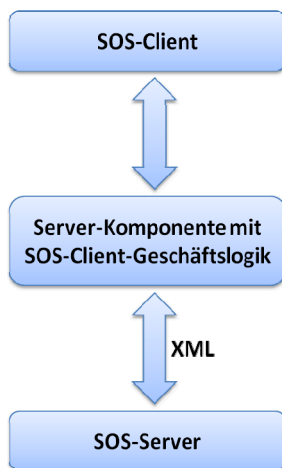 SOS-Client
Server-Komponente mit
SOS-Client-Geschäftslogik
XML
SOS-Server